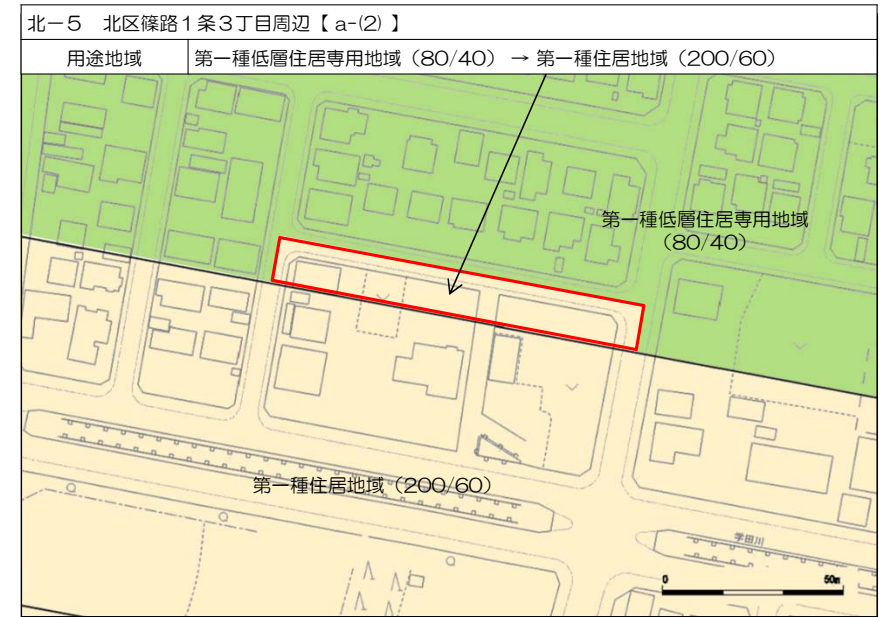 北－5　北区篠路1条3丁目周辺【 a-(2) 】
用途地域　第一種低層住居専用地域（80/40） → 第一種住居地域（200/60）
第一種低層住居専用地域
（80/40）
第一種住居地域（200/60）
学田川
0　50m